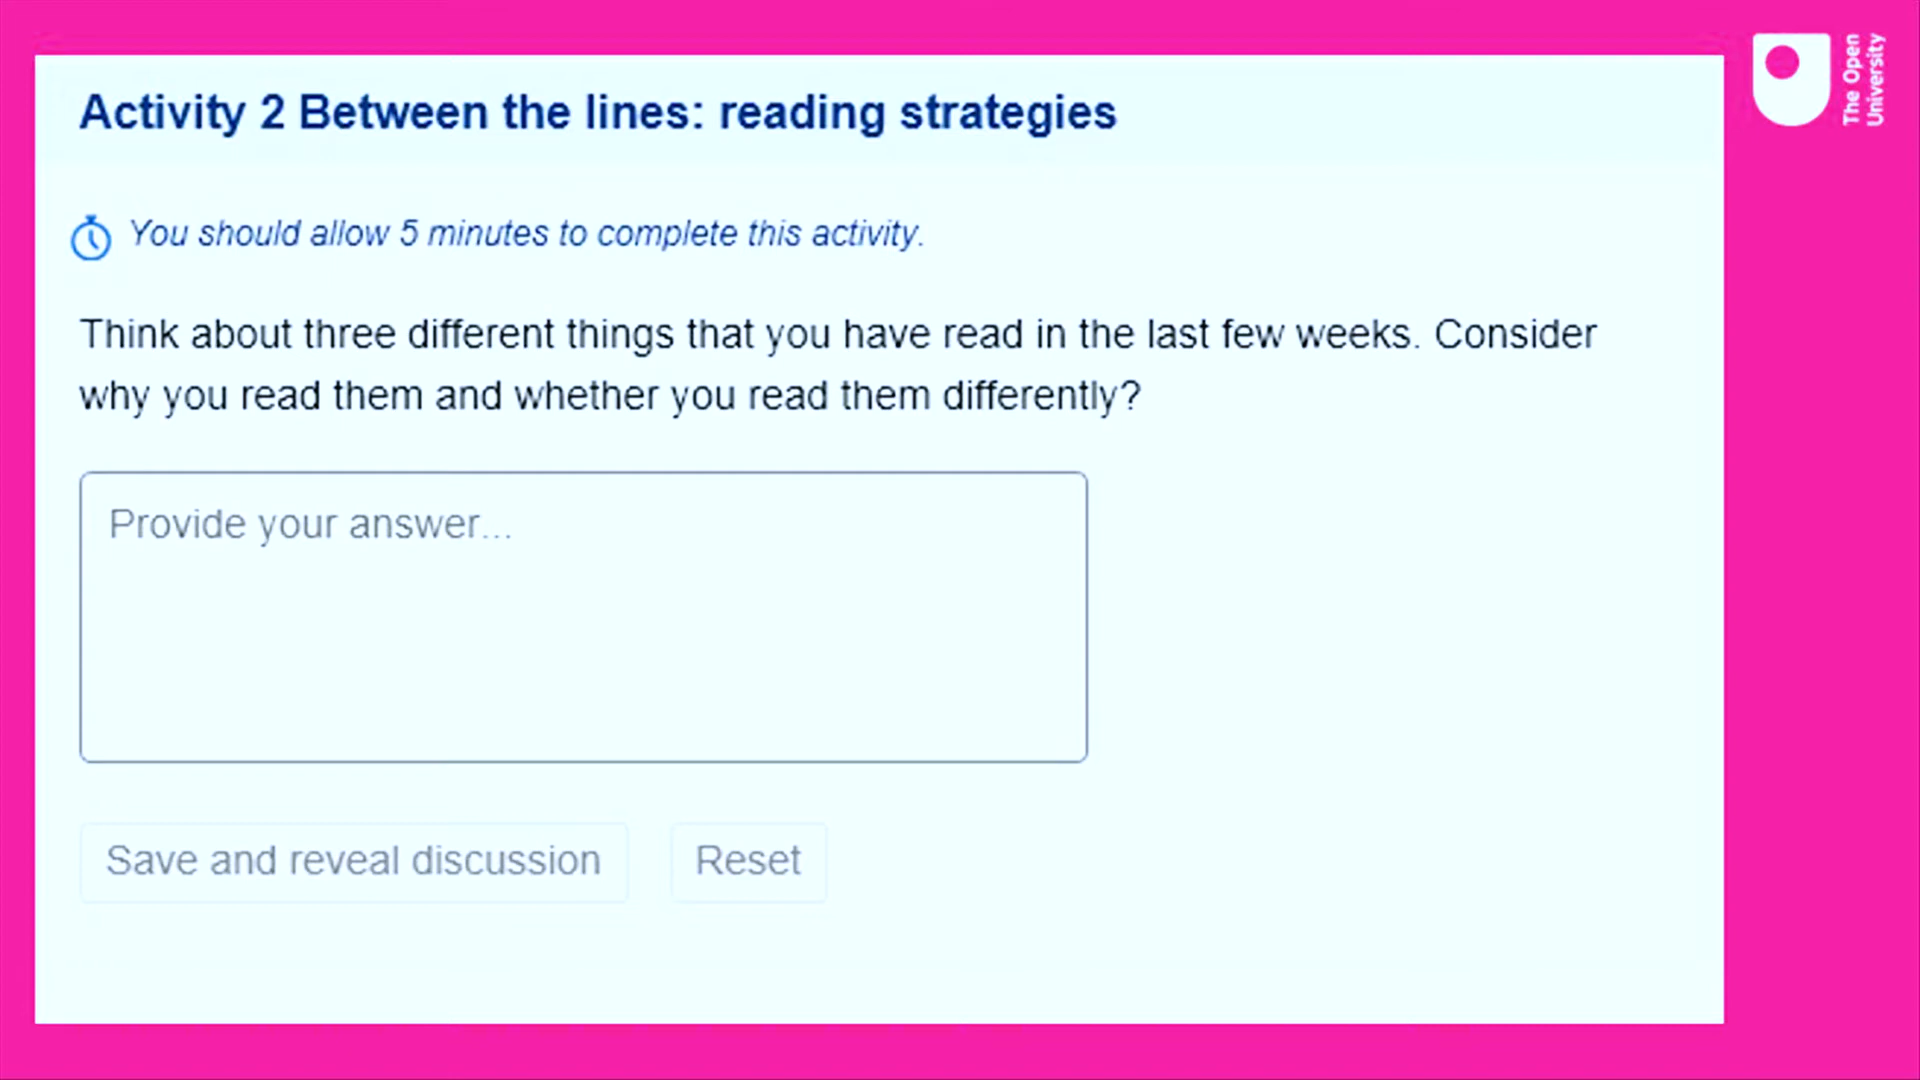 Activity 2 Between the lines: reading strategies
You should allow 5 minutes to complete this activity.
Think about three different things that you have read in the last few weeks. Consider
why you read them and whether you read them differently?
Provide your answer...
Save and reveal discussion
Reset
The Open
University